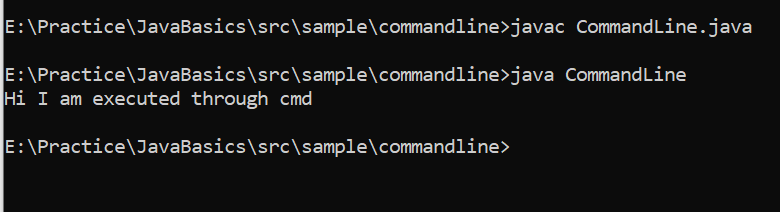 E:\Practice\JavaBasics\src\sample\commandline>javac CommandLine.java
E:\Practice\JavaBasics\src\sample\commandline>java CommandLine
Hi I am executed through cmd
E:\Practice\JavaBasics\src\sample\commandline>